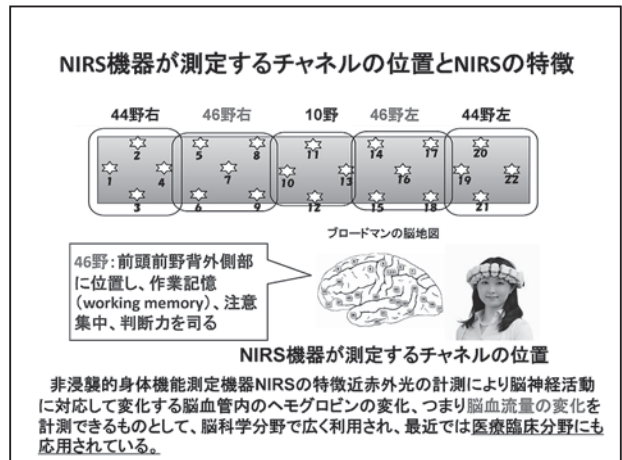 NIRS機器が測定するチャネルの位置とNIRSの特徴
44野右 46野右 10野 46野左 44野左
2 5 8 11 14 17 20
1 4 7 10 13 16 19 22
3 6 9 12 15 18 21
ブロードマンの脳地図
46野：前頭前野背外側部
に位置し、作業記憶
(working memory)、注意
集中、判断力を司る
NIRS機器が測定するチャネルの位置
非浸襲的身体機能測定機器NIRSの特徴近赤外光の計測により脳神経活動
に対応して変化する脳血管内のヘモグロビンの変化、つまり脳血流量の変化を
計測できるものとして、脳科学分野で広く利用され、最近では医療臨床分野にも
応用されている。